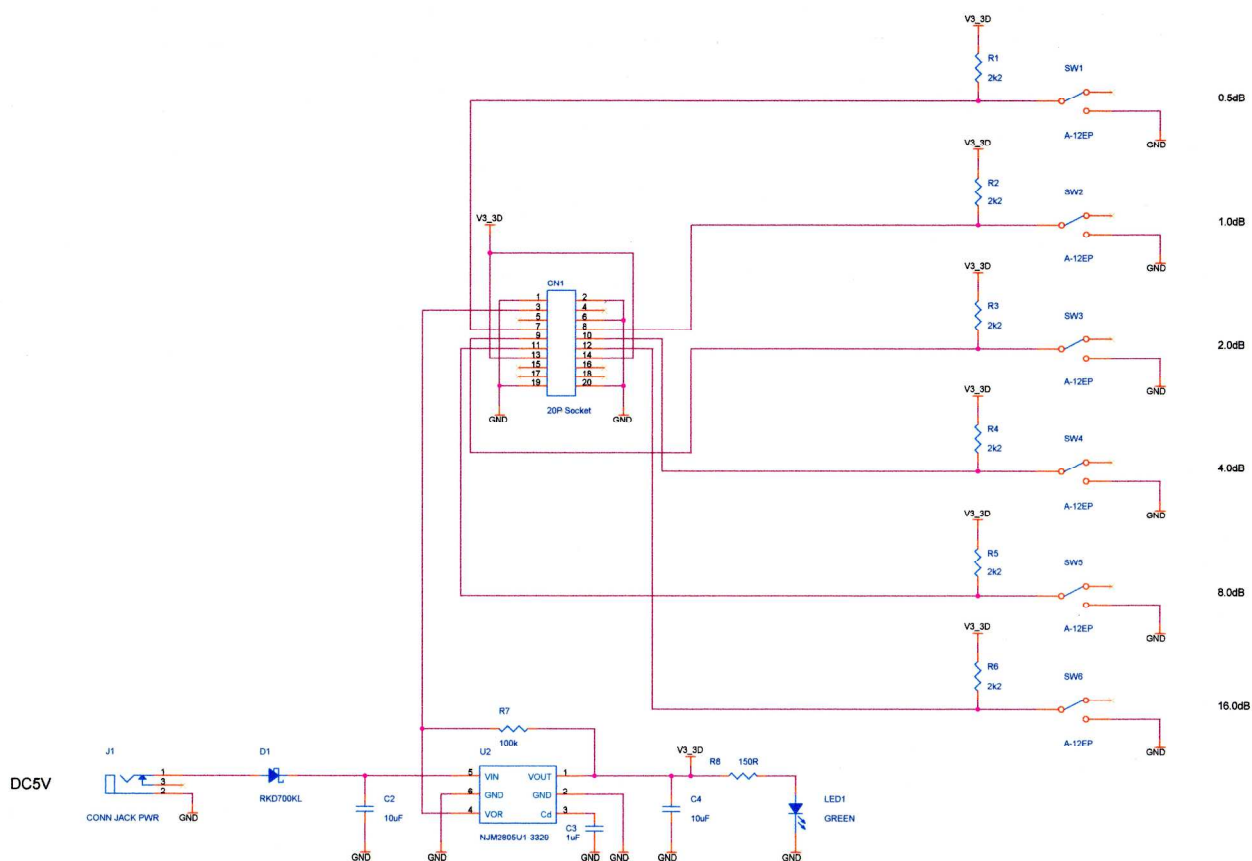 V3_3D
R1
2k2
SW1
0.5dB
A-12EP
GND
V3_3D
R2
2k2
SW2
1.0dB
A-12EP
GND
V3_3D
V3_3D
R3
2k2
SW3
2.0dB
A-12EP
GND
CN1
1 2
3 4
5 6
7 8
9 10
11 12
13 14
15 16
17 18
19 20
20P Socket
GND GND
V3_3D
R4
2k2
SW4
4.0dB
A-12EP
GND
V3_3D
R5
2k2
SW5
8.0dB
A-12EP
GND
V3_3D
R6
2k2
SW6
16.0dB
A-12EP
GND
R7
100k
DC5V
J1
1
3
2
CONN JACK PWR
GND
D1
RKD700KL
C2
10uF
GND
U2
5 VIN VOUT 1
6 GND GND 2
4 VOR Cd 3
NJM2805U1 3329
GND
C3
1uF
GND GND
V3_3D
C4
10uF
GND
R8 150R
LED1
GREEN
GND